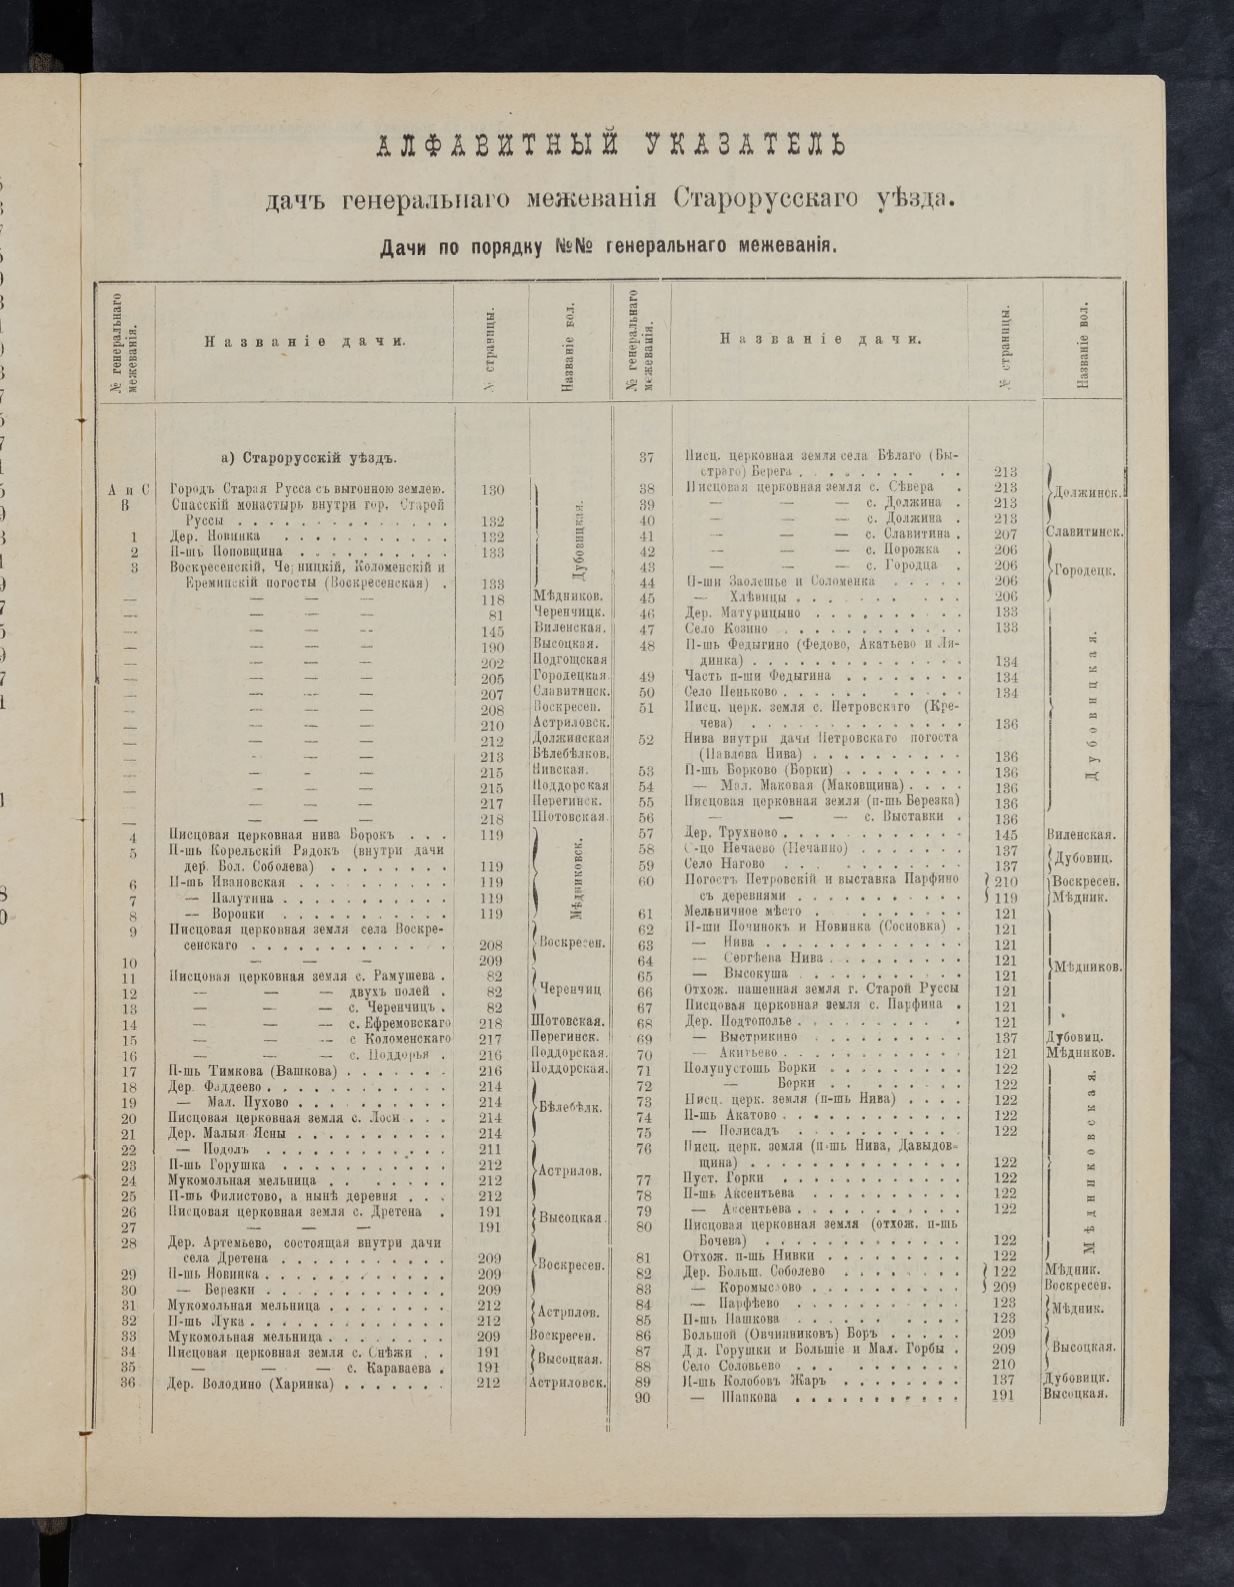 АЛФАВИТНЫЙ УКАЗАТЕЛЬ
дачъ генеральнаго межеванія Старорусскаго уѣзда.
Дачи по порядку №№ генеральнаго межеванія.
№ генеральнаго межеванія. Названіе дачи. № страницы. Названіе вол.
а) Старорусскій уѣздъ.
А и С Городъ Старая Русса съ выгонною землею. 130
В Спасскій монастырь внутри гор. Старой
Руссы 132
1 Дер. Новинка 132
2 П-шь Поповщина 133
3 Воскресенскій, Черницкій, Коломенскій и
Ереминскій погосты (Воскресенская) 133
Дубовицкая.
— — — — 118 Мѣдников.
— — — — 81 Черенчицк.
— — — — 145 Виленская.
— — — — 190 Высоцкая.
— — — — 202 Подгощская
— — — — 205 Городецкая.
— — — — 207 Славитинск.
— — — — 208 Воскресен.
— — — — 210 Астриловск.
— — — — 212 Должинская
— — — — 213 Бѣлебѣлков.
— — — — 215 Нивская.
— — — — 215 Поддорская
— — — — 217 Перегинск.
— — — — 218 Шотовская.
4 Писцовая церковная нива Борокъ 119
5 П-шь Корельскій Рядокъ (внутри дачи
дер. Бол. Соболева) 119
6 П-шь Ивановская 119
7 — Палутина 119
8 — Воронки 119
Мѣдниковск.
9 Писцовая церковная земля села Воскре-
сенскаго 208
10 — — — 209
Воскресен.
11 Писцовая церковная земля с. Рамушева 82
12 — — — двухъ полей 82
13 — — — с. Черенчицъ 82
Черенчиц
14 — — — с. Ефремовскаго 218 Шотовская.
15 — — — с Коломенскаго 217 Перегинск.
16 — — — с. Поддорья 216 Поддорская.
17 П-шь Тимкова (Вашкова) 216 Поддорская.
18 Дер. Фаддеево 214
19 — Мал. Пухово 214
20 Писцовая церковная земля с. Лоси 214
21 Дер. Малыя Ясны 214
Бѣлебѣлк.
22 — Подолъ 211
23 П-шь Горушка 212
24 Мукомольная мельница 212
25 П-шь Филистово, а нынѣ деревня 212
Астрилов.
26 Писцовая церковная земля с. Дретена 191
27 — — — 191
Высоцкая.
28 Дер. Артемьево, состоящая внутри дачи
села Дретена 209
29 П-шь Новинка 209
30 — Березки 209
Воскресен.
31 Мукомольная мельница 212
32 П-шь Лука 212
Астрилов.
33 Мукомольная мельница 209 Воскресен.
34 Писцовая церковная земля с. Снѣжи 191
35 — — — с. Караваева 191
Высоцкая.
36 Дер. Володино (Харинка) 212 Астриловск.
№ генеральнаго межеванія. Названіе дачи. № страницы. Названіе вол.
37 Писц. церковная земля села Бѣлаго (Бы-
страго) Берега 213
38 Писцовая церковная земля с. Сѣвера 213
39 — — — с. Должина 213
40 — — — с. Должина 213
Должинск.
41 — — — с. Славитина 207 Славитинск.
42 — — — с. Порожка 206
43 — — — с. Городца 206
44 П-ши Заолешье и Соломенка 206
45 — Хлѣвицы 206
Городецк.
46 Дер. Матурицыно 133
47 Село Козино 133
48 П-шь Федыгино (Федово, Акатьево и Ля-
динка) 134
49 Часть п-ши Федыгина 134
50 Село Пеньково 134
51 Писц. церк. земля с. Петровскаго (Кре-
чева) 136
52 Нива внутри дачи Петровскаго погоста
(Павлова Нива) 136
53 П-шь Борково (Борки) 136
54 — Мал. Маковая (Маковщина) 136
55 Писцовая церковная земля (п-шь Березка) 136
56 — — — с. Выставки 136
Дубовицкая.
57 Дер. Трухново 145 Виленская.
58 С-цо Нечаево (Печанно) 137
59 Село Нагово 137
Дубовиц.
60 Погостъ Петровскій и выставка Парфино 210 Воскресен.
съ деревнями 119 Мѣдник.
61 Мельничное мѣсто 121
62 П-ши Починокъ и Новинка (Сосновка) 121
63 — Нива 121
64 — Сергѣева Нива 121
65 — Высокуша 121
66 Отхож. пашенная земля г. Старой Руссы 121
67 Писцовая церковная земля с. Парфина 121
68 Дер. Подтополье 121
Мѣдников.
69 — Выстрикино 137 Дубовиц.
70 — Акатьево 121 Мѣдников.
71 Полупустошь Борки 122
72 — Борки 122
73 Писц. церк. земля (п-шь Нива) 122
74 П-шь Акатово 122
75 — Полисадъ 122
76 Писц. церк. земля (п-шь Нива, Давыдов-
щина) 122
77 Пуст. Горки 122
78 П-шь Аксентьева 122
79 — Аксентьева 122
80 Писцовая церковная земля (отхож. п-шь
Бочева) 122
81 Отхож. п-шь Нивки 122
Мѣдниковская.
82 Дер. Больш. Соболево 122 Мѣдник.
83 — Коромыслово 209 Воскресен.
84 — Парфѣево 123
85 П-шь Пашкова 123
Мѣдник.
86 Большой (Овчинниковъ) Боръ 209
87 Д д. Горушки и Большіе и Мал. Горбы 209
88 Село Соловьево 210
Высоцкая.
89 П-шь Колобовъ Жаръ 137 Дубовицк.
90 — Шапкова 191 Высоцкая.